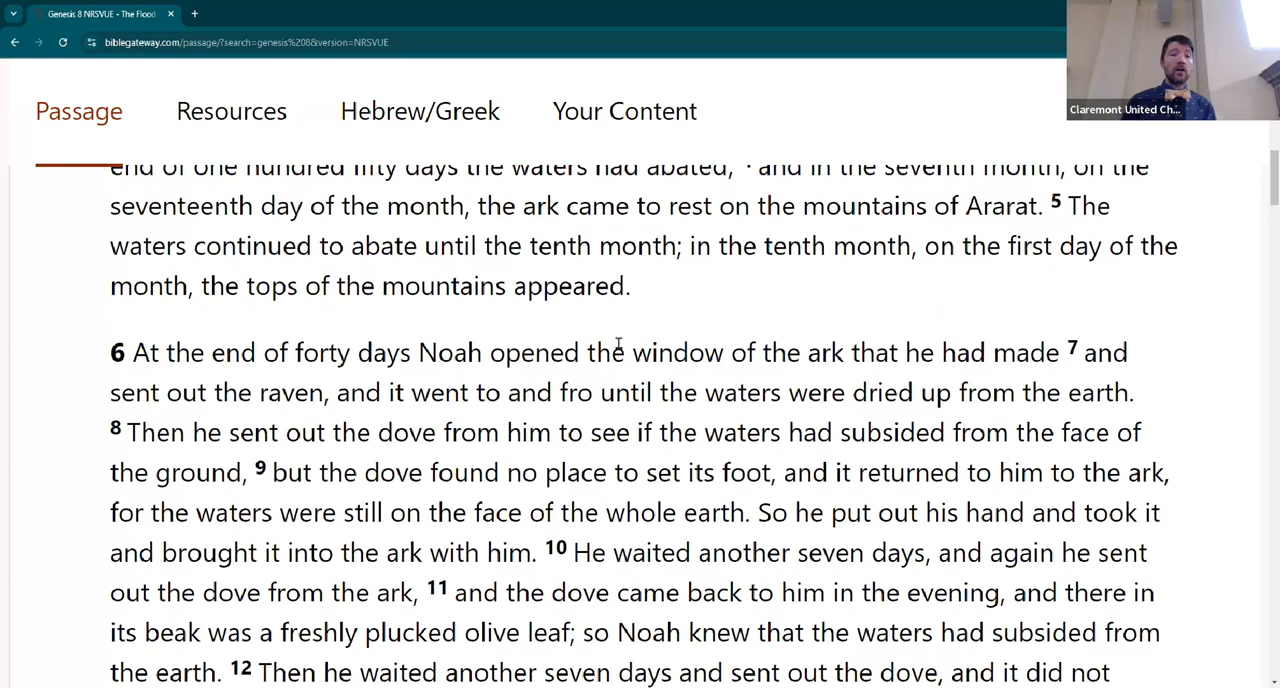 Genesis 8 NRSVUE - The Flood
biblegateway.com/passage/?search=genesis%208&version=NRSVUE
Claremont United Ch...
Passage Resources Hebrew/Greek Your Content
end of one hundred fifty days the waters had abated, and in the seventh month, on the
seventeenth day of the month, the ark came to rest on the mountains of Ararat. 5 The
waters continued to abate until the tenth month; in the tenth month, on the first day of the
month, the tops of the mountains appeared.
6 At the end of forty days Noah opened the window of the ark that he had made 7 and
sent out the raven, and it went to and fro until the waters were dried up from the earth.
8 Then he sent out the dove from him to see if the waters had subsided from the face of
the ground, 9 but the dove found no place to set its foot, and it returned to him to the ark,
for the waters were still on the face of the whole earth. So he put out his hand and took it
and brought it into the ark with him. 10 He waited another seven days, and again he sent
out the dove from the ark, 11 and the dove came back to him in the evening, and there in
its beak was a freshly plucked olive leaf; so Noah knew that the waters had subsided from
the earth. 12 Then he waited another seven days and sent out the dove, and it did not